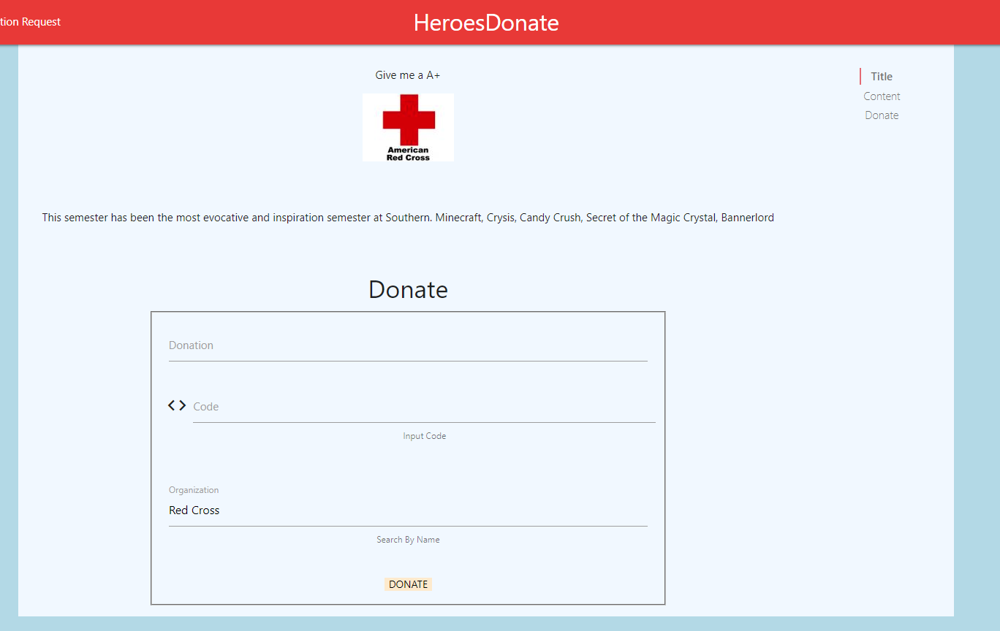 tion Request
HeroesDonate
Give me a A+
American
Red Cross
Title
Content
Donate
This semester has been the most evocative and inspiration semester at Southern. Minecraft, Crysis, Candy Crush, Secret of the Magic Crystal, Bannerlord
Donate
Donation
Code
Input Code
Organization
Red Cross
Search By Name
DONATE